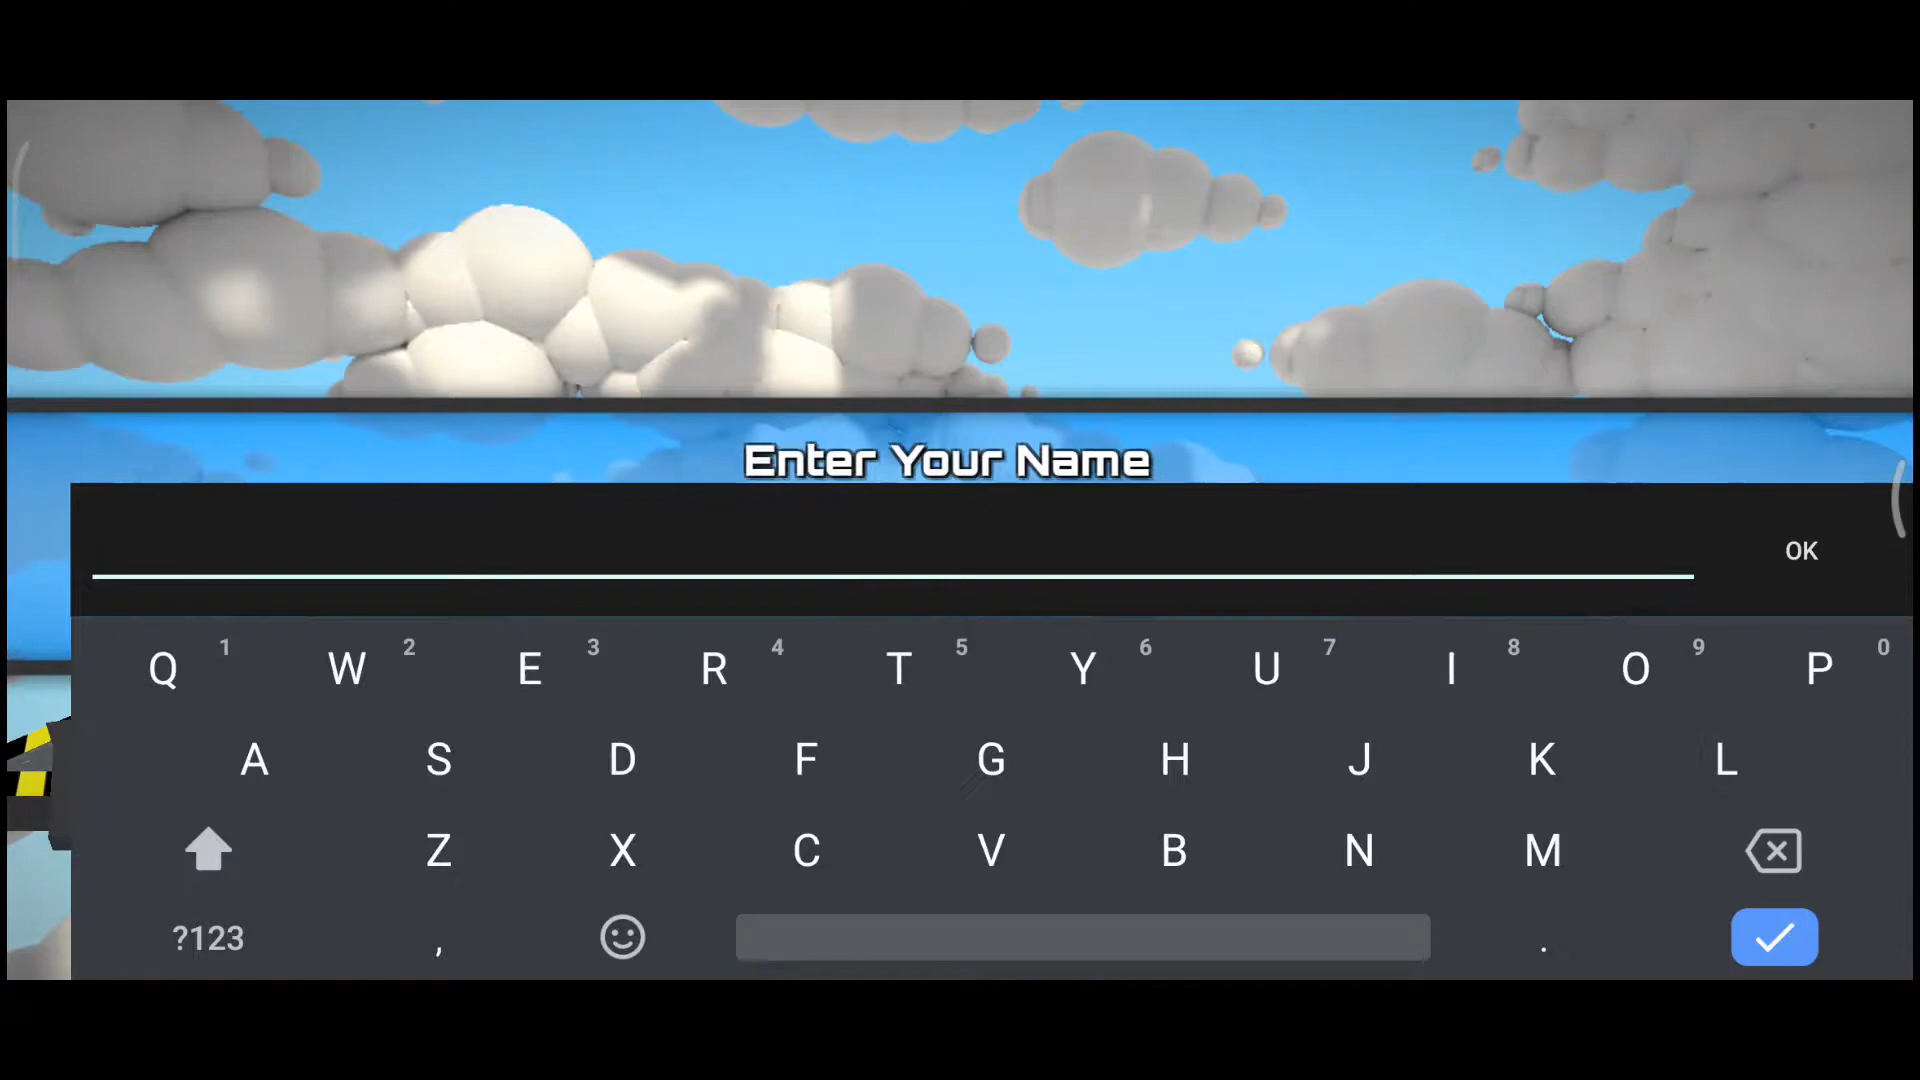 Enter Your Name
OK
Q 1 W 2 E 3 R 4 T 5 Y 6 U 7 I 8 O 9 P 0
A S D F G H J K L
Z X C V B N M
?123 , .